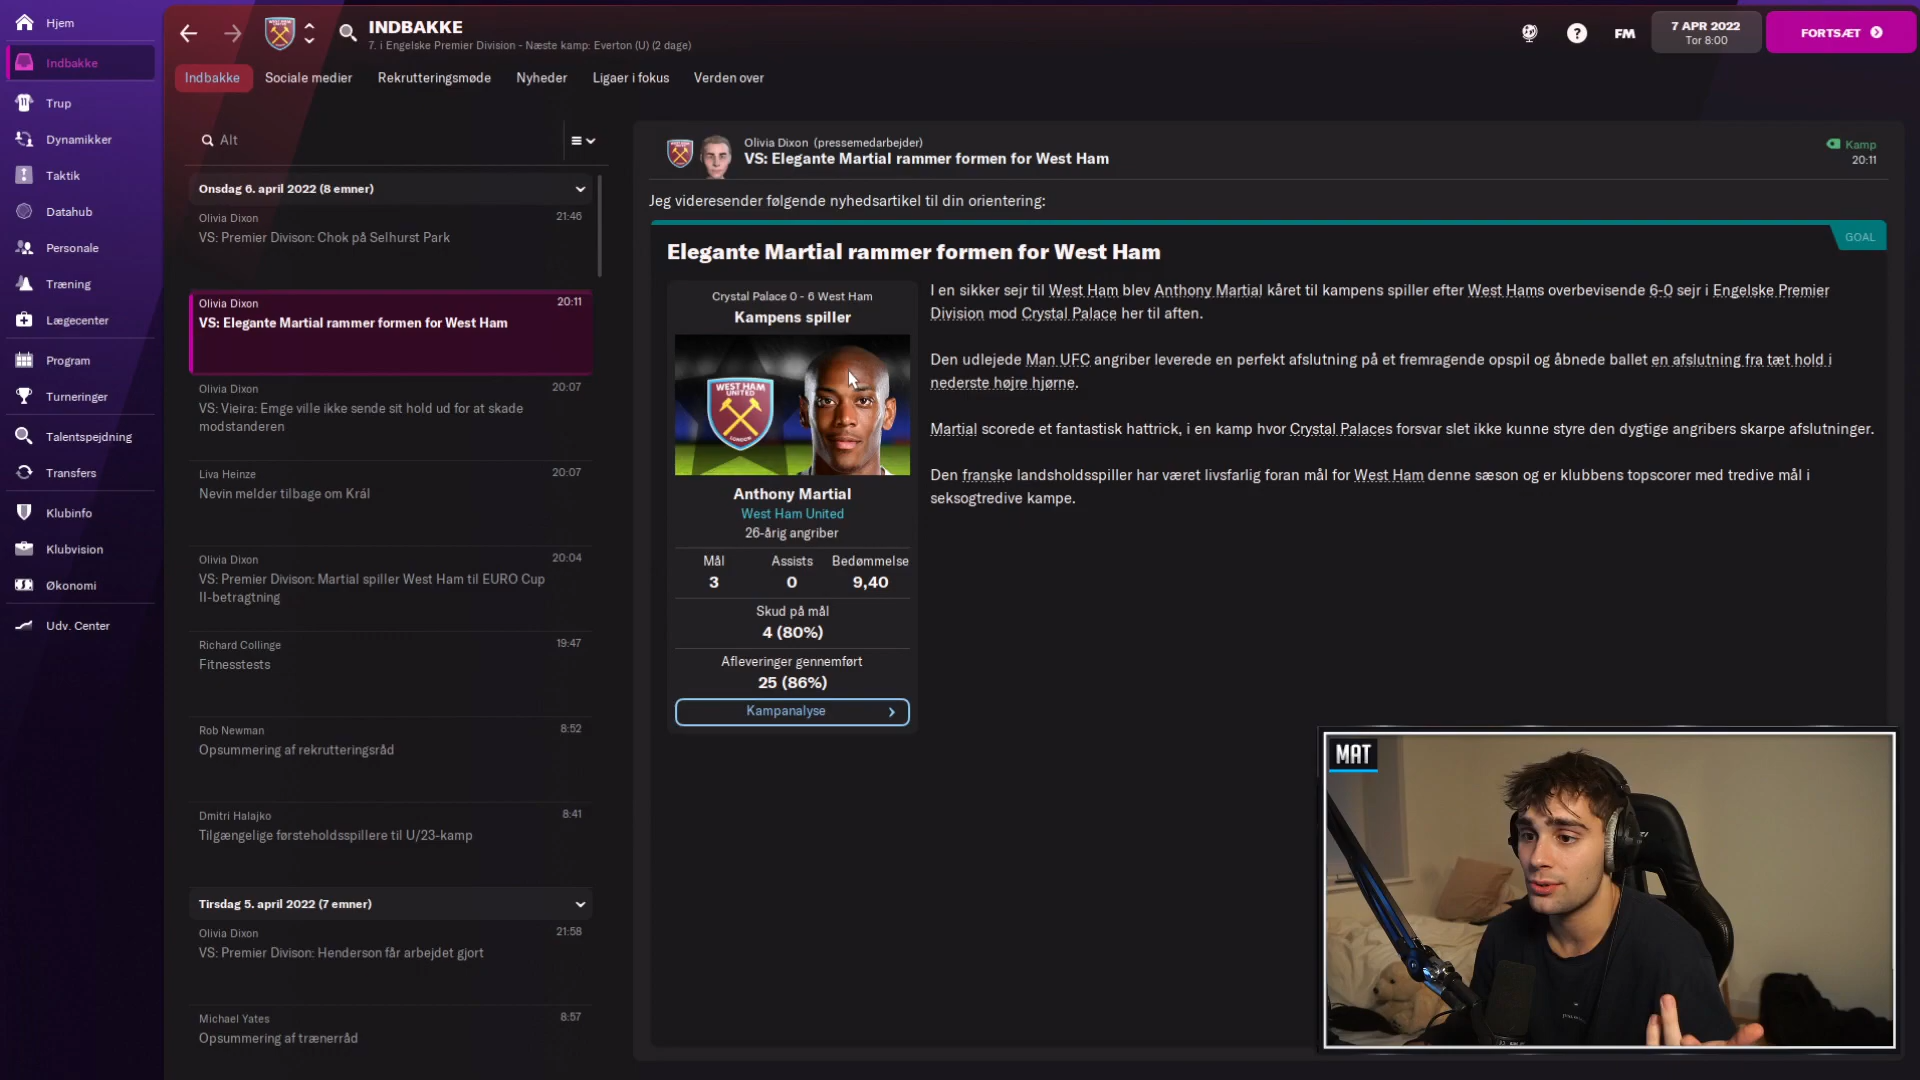 Hjem
Indbakke
Trup
Dynamikker
Taktik
Datahub
Personale
Træning
Lægecenter
Program
Turneringer
Talentspejdning
Transfers
Klubinfo
Klubvision
Økonomi
Udv. Center
INDBAKKE
7. i Engelske Premier Division - Næste kamp: Everton (U) (2 dage)
?
FM
7 APR 2022
Tor 8:00
FORTSÆT
Indbakke
Sociale medier
Rekrutteringsmøde
Nyheder
Ligaer i fokus
Verden over
Alt
Onsdag 6. april 2022 (8 emner)
Olivia Dixon
21:46
VS: Premier Divison: Chok på Selhurst Park
Olivia Dixon
20:11
VS: Elegante Martial rammer formen for West Ham
Olivia Dixon
20:07
VS: Vieira: Emge ville ikke sende sit hold ud for at skade
modstanderen
Liva Heinze
20:07
Nevin melder tilbage om Král
Olivia Dixon
20:04
VS: Premier Divison: Martial spiller West Ham til EURO Cup
II-betragtning
Richard Collinge
19:47
Fitnesstests
Rob Newman
8:52
Opsummering af rekrutteringsråd
Dmitri Halajko
8:41
Tilgængelige førsteholdsspillere til U/23-kamp
Tirsdag 5. april 2022 (7 emner)
Olivia Dixon
21:58
VS: Premier Divison: Henderson får arbejdet gjort
Michael Yates
8:57
Opsummering af trænerråd
Olivia Dixon (pressemedarbejder)
VS: Elegante Martial rammer formen for West Ham
Kamp
20:11
Jeg videresender følgende nyhedsartikel til din orientering:
GOAL
Elegante Martial rammer formen for West Ham
Crystal Palace 0 - 6 West Ham
Kampens spiller
WEST HAM
UNITED
LONDON
Anthony Martial
West Ham United
26-årig angriber
Mål
Assists
Bedømmelse
3
0
9,40
Skud på mål
4 (80%)
Afleveringer gennemført
25 (86%)
Kampanalyse
I en sikker sejr til West Ham blev Anthony Martial kåret til kampens spiller efter West Hams overbevisende 6-0 sejr i Engelske Premier
Division mod Crystal Palace her til aften.
Den udlejede Man UFC angriber leverede en perfekt afslutning på et fremragende opspil og åbnede ballet en afslutning fra tæt hold i
nederste højre hjørne.
Martial scorede et fantastisk hattrick, i en kamp hvor Crystal Palaces forsvar slet ikke kunne styre den dygtige angribers skarpe afslutninger.
Den franske landsholdsspiller har været livsfarlig foran mål for West Ham denne sæson og er klubbens topscorer med tredive mål i
seksogtredive kampe.
MAT